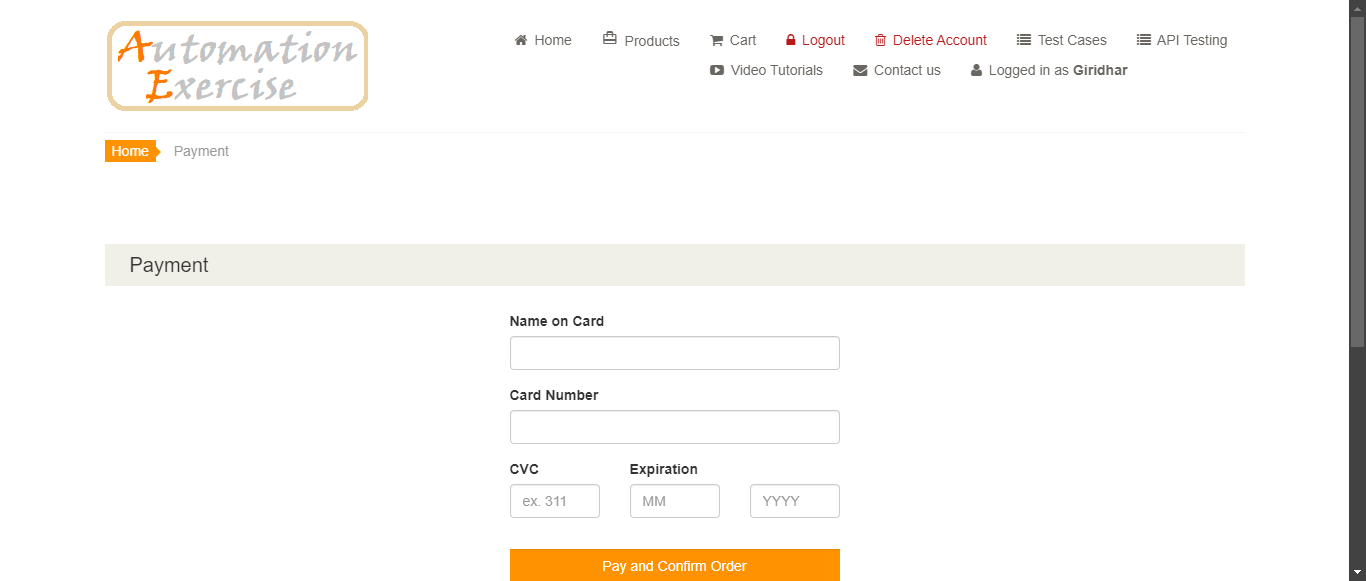 Automation
Exercise
Home Products Cart Logout Delete Account Test Cases API Testing
Video Tutorials Contact us Logged in as Giridhar
Home Payment
Payment
Name on Card
Card Number
CVC Expiration
ex. 311 MM YYYY
Pay and Confirm Order